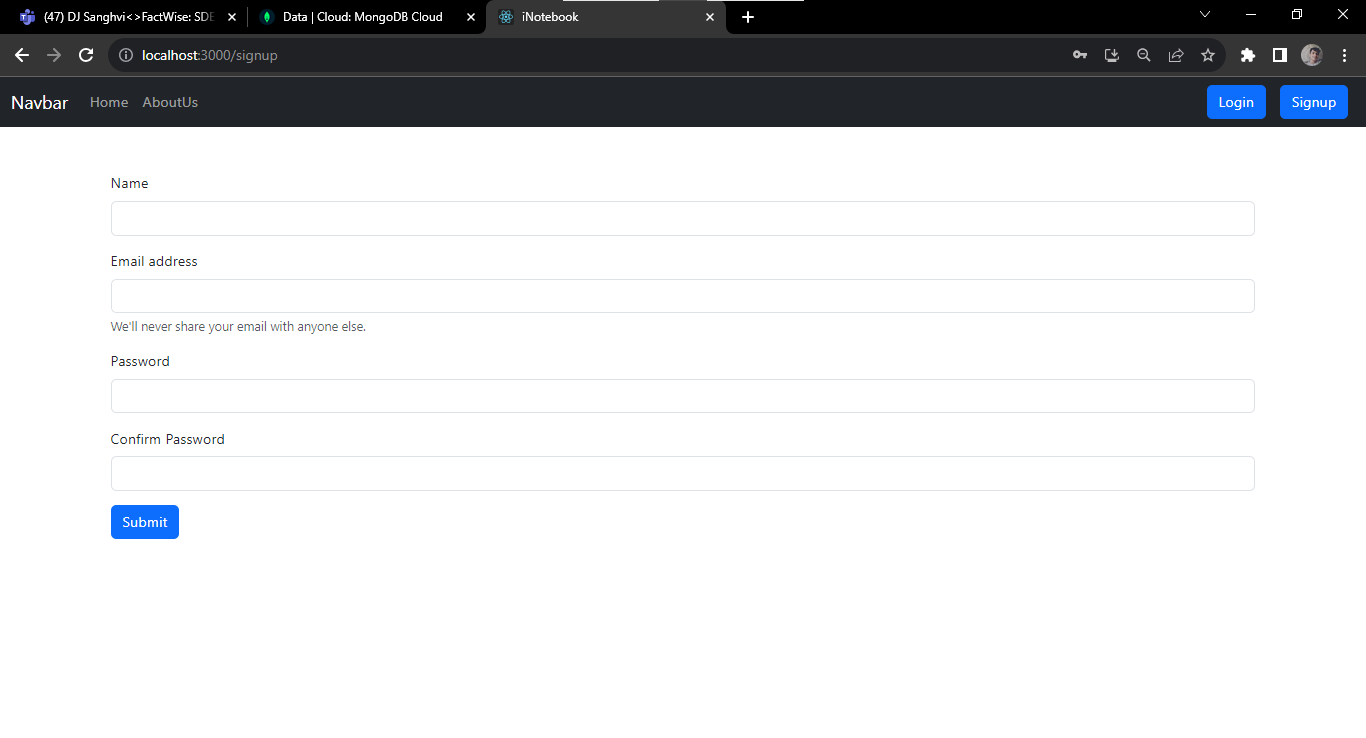 (47) DJ Sanghvi<>FactWise: SDE
Data | Cloud: MongoDB Cloud
iNotebook
localhost:3000/signup
Navbar Home AboutUs Login Signup
Name
Email address
We'll never share your email with anyone else.
Password
Confirm Password
Submit